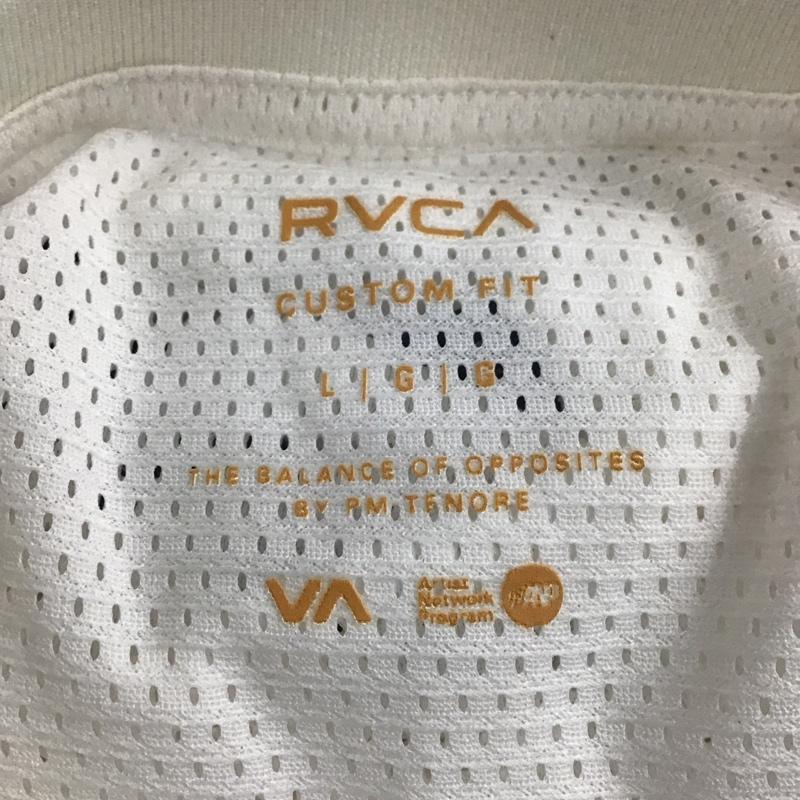 RVCA
CUSTOM FIT
L | G | G
THE BALANCE OF OPPOSITES
BY PM TENORE
VA
Artist
Network
Program